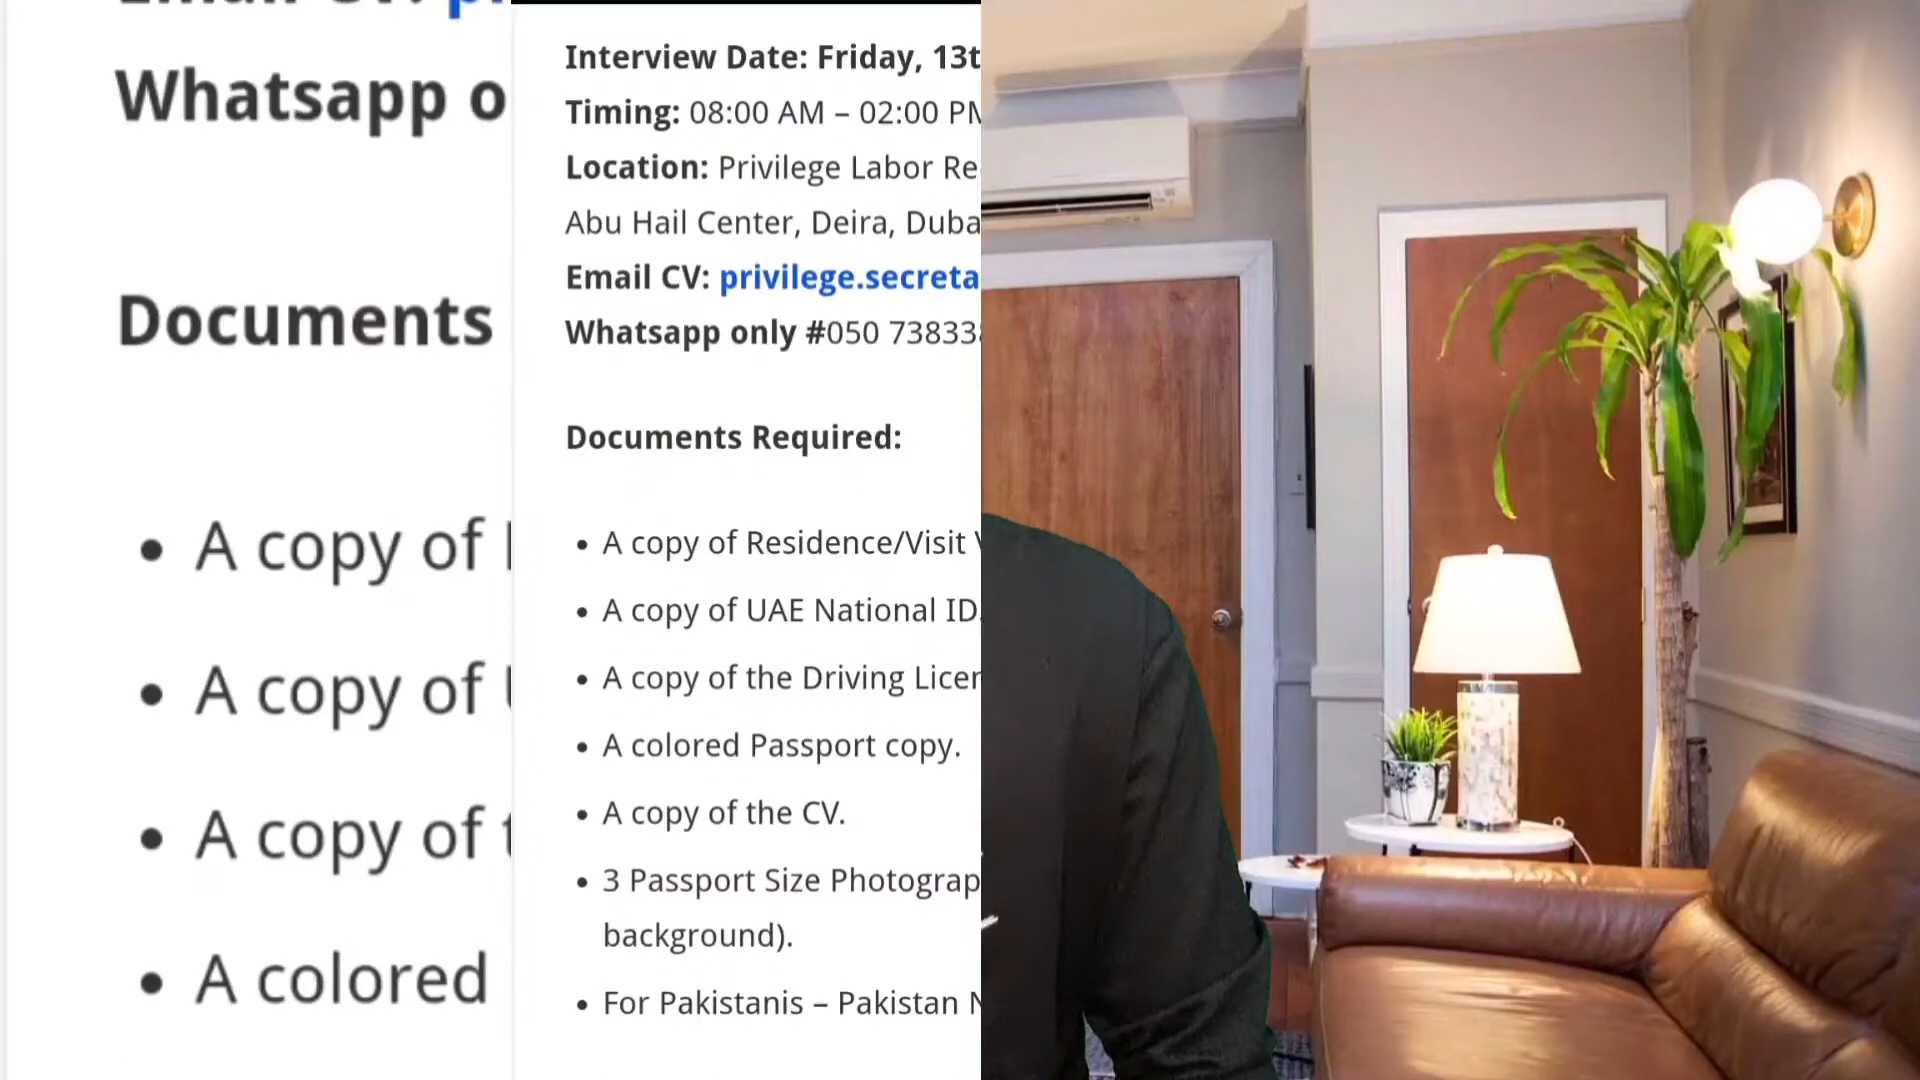 Whatsapp o
Documents
A copy of
A copy of
A copy of
A colored
Interview Date: Friday, 13t
Timing: 08:00 AM – 02:00 PM
Location: Privilege Labor Re
Abu Hail Center, Deira, Duba
Email CV: privilege.secreta
Whatsapp only #050 73833
Documents Required:
• A copy of Residence/Visit
• A copy of UAE National ID.
• A copy of the Driving Licen
• A colored Passport copy.
• A copy of the CV.
• 3 Passport Size Photograp
background).
• For Pakistanis – Pakistan N